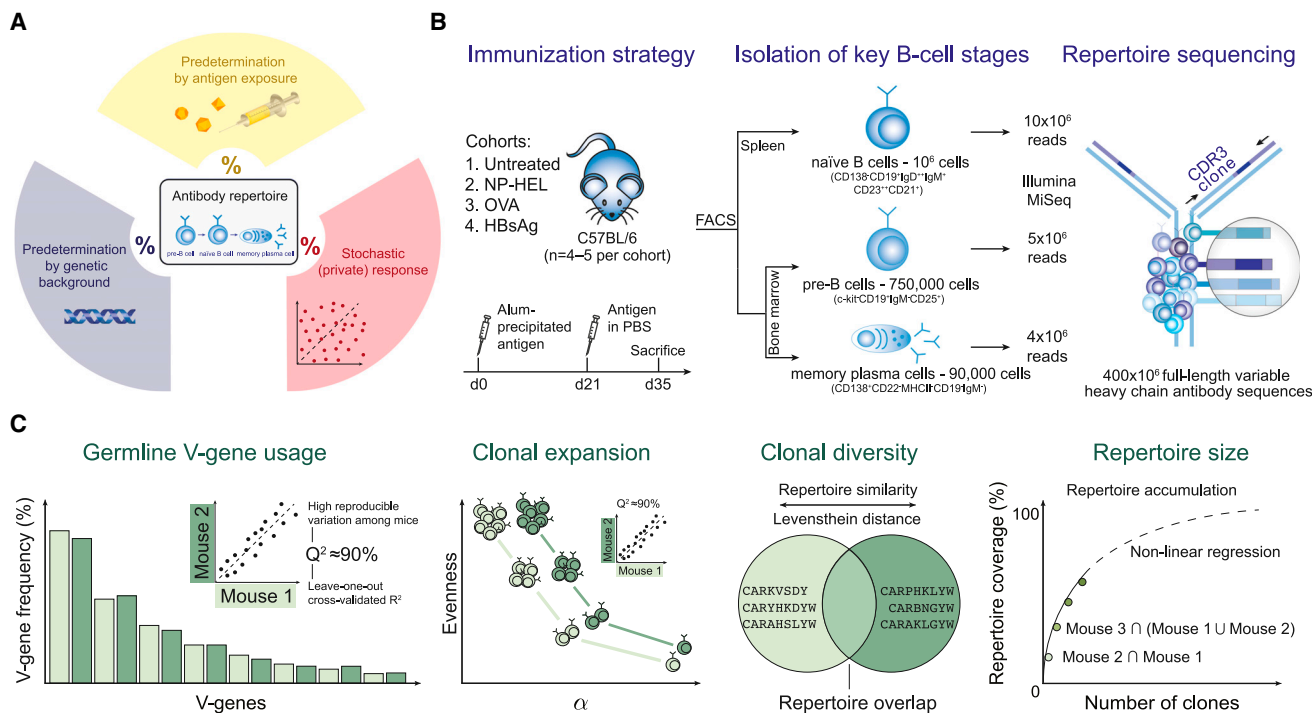 A
Predetermination
by antigen exposure
%
Antibody repertoire
pre-B cell
naïve B cell
memory plasma cell
%
%
Predetermination
by genetic
background
Stochastic
(private) response
B
Immunization strategy
Cohorts:
1. Untreated
2. NP-HEL
3. OVA
4. HBsAg
C57BL/6
(n=4–5 per cohort)
Alum-
precipitated
antigen
Antigen
in PBS
Sacrifice
d0
d21
d35
Isolation of key B-cell stages
FACS
Spleen
Bone marrow
naïve B cells - 10⁶ cells
(CD138⁻CD19⁺IgD⁺⁺IgM⁺
CD23⁺⁺CD21⁺)
pre-B cells - 750,000 cells
(c-kit⁻CD19⁺IgM⁻CD25⁺)
memory plasma cells - 90,000 cells
(CD138⁺CD22⁻MHCII⁻CD19⁻IgM⁻)
Repertoire sequencing
10x10⁶
reads
Illumina
MiSeq
5x10⁶
reads
4x10⁶
reads
CDR3
clone
400x10⁶ full-length variable
heavy chain antibody sequences
C
Germline V-gene usage
V-gene frequency (%)
V-genes
Mouse 2
Mouse 1
High reproducible
variation among mice
Q² ≈90%
Leave-one-out
cross-validated R²
Clonal expansion
Evenness
α
Q² ≈90%
Mouse 2
Mouse 1
Clonal diversity
Repertoire similarity
Levensthein distance
CARKVSDY
CARYHKDYW
CARAHSLYW
CARPHKLYW
CARBNGYW
CARAKLGYW
Repertoire overlap
Repertoire size
Repertoire accumulation
Repertoire coverage (%)
100
0
Non-linear regression
Mouse 3 ∩ (Mouse 1 ∪ Mouse 2)
Mouse 2 ∩ Mouse 1
Number of clones